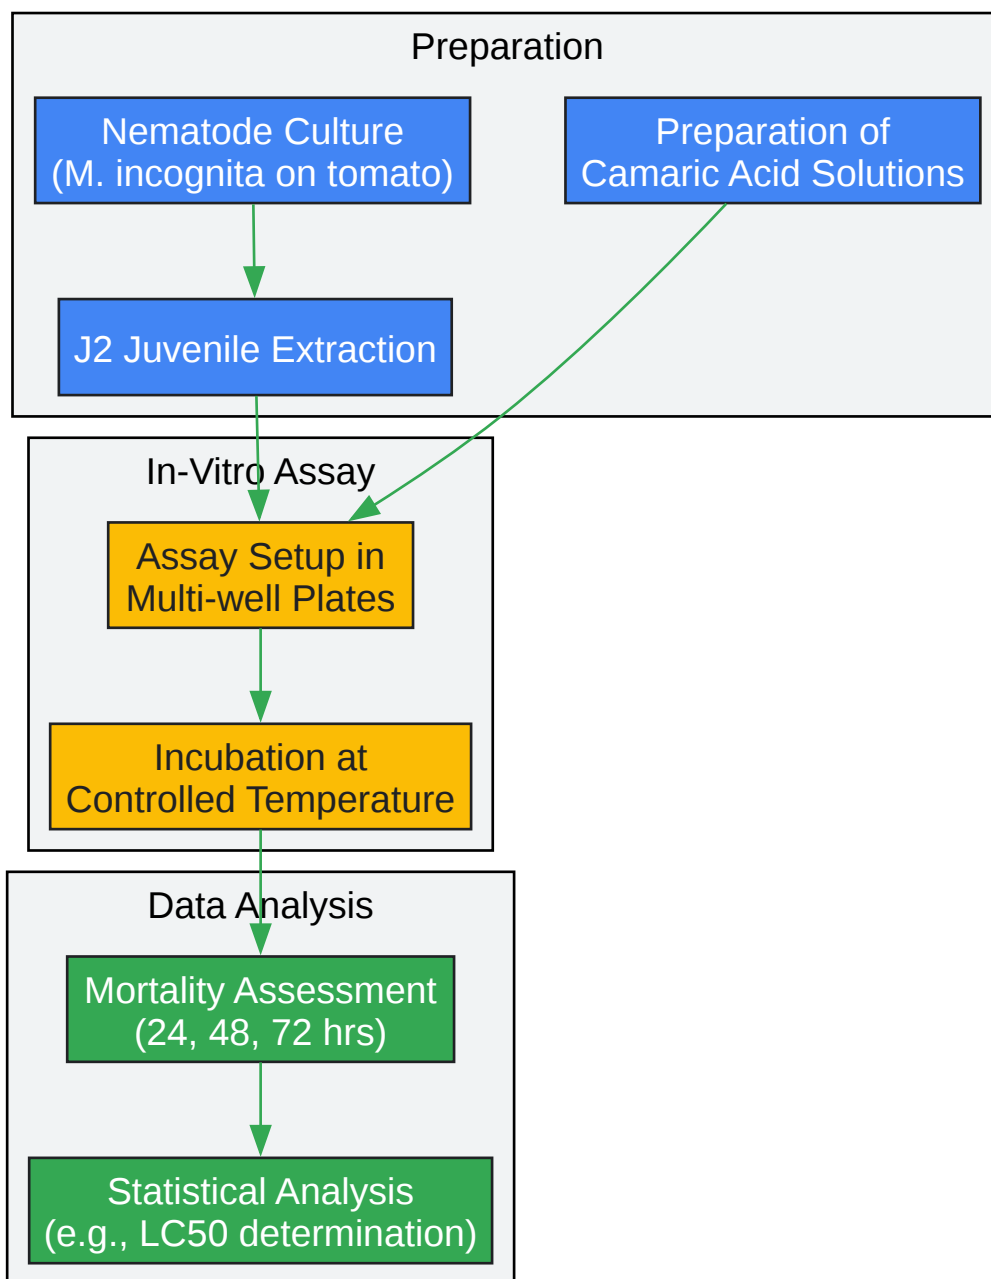 Preparation
Nematode Culture
(M. incognita on tomato)
Preparation of
Camaric Acid Solutions
J2 Juvenile Extraction
In-Vitro Assay
Assay Setup in
Multi-well Plates
Incubation at
Controlled Temperature
Data Analysis
Mortality Assessment
(24, 48, 72 hrs)
Statistical Analysis
(e.g., LC50 determination)